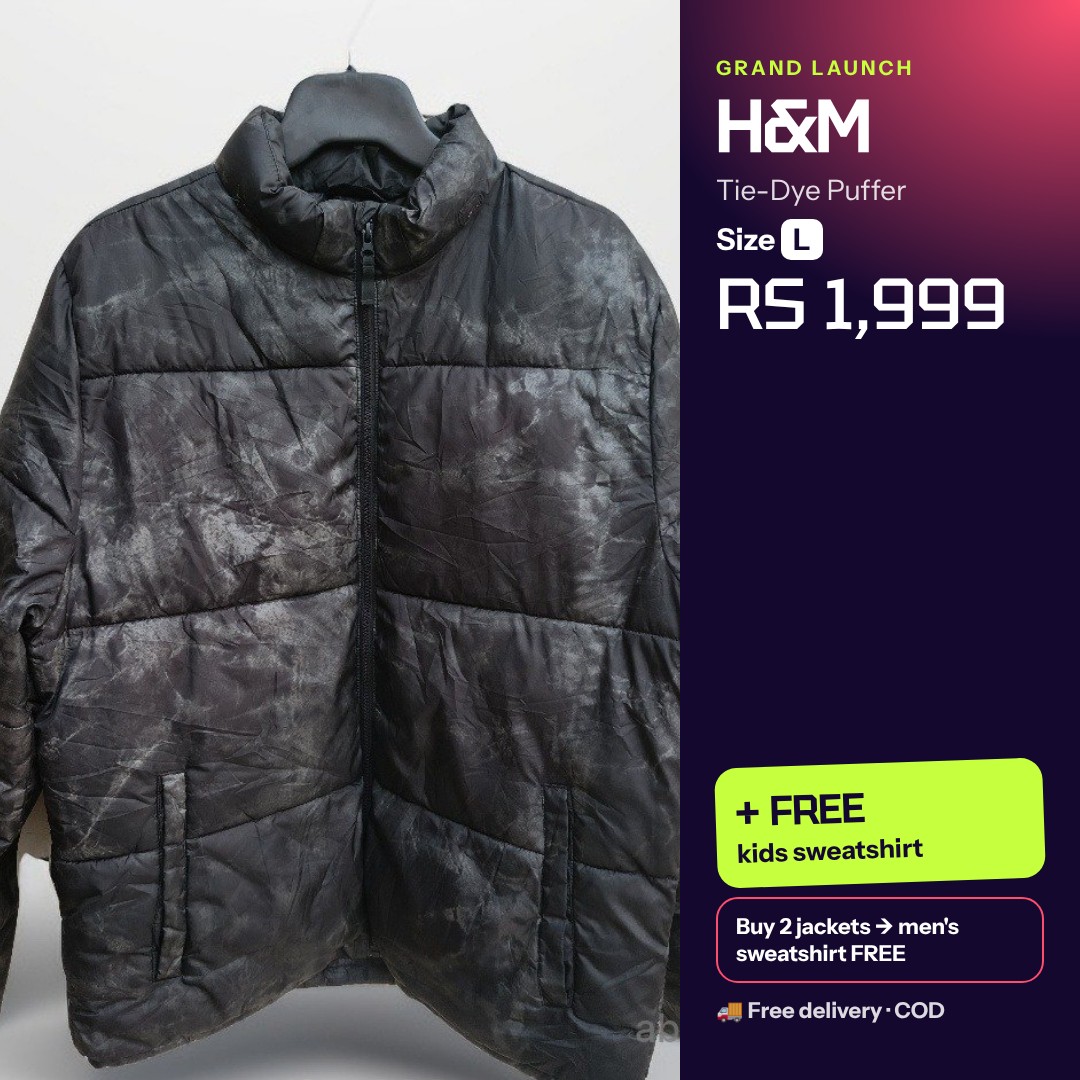 GRAND LAUNCH
H&M
Tie-Dye Puffer
Size L
RS 1,999
+ FREE
kids sweatshirt
Buy 2 jackets → men's
sweatshirt FREE
🚚 Free delivery · COD
ab